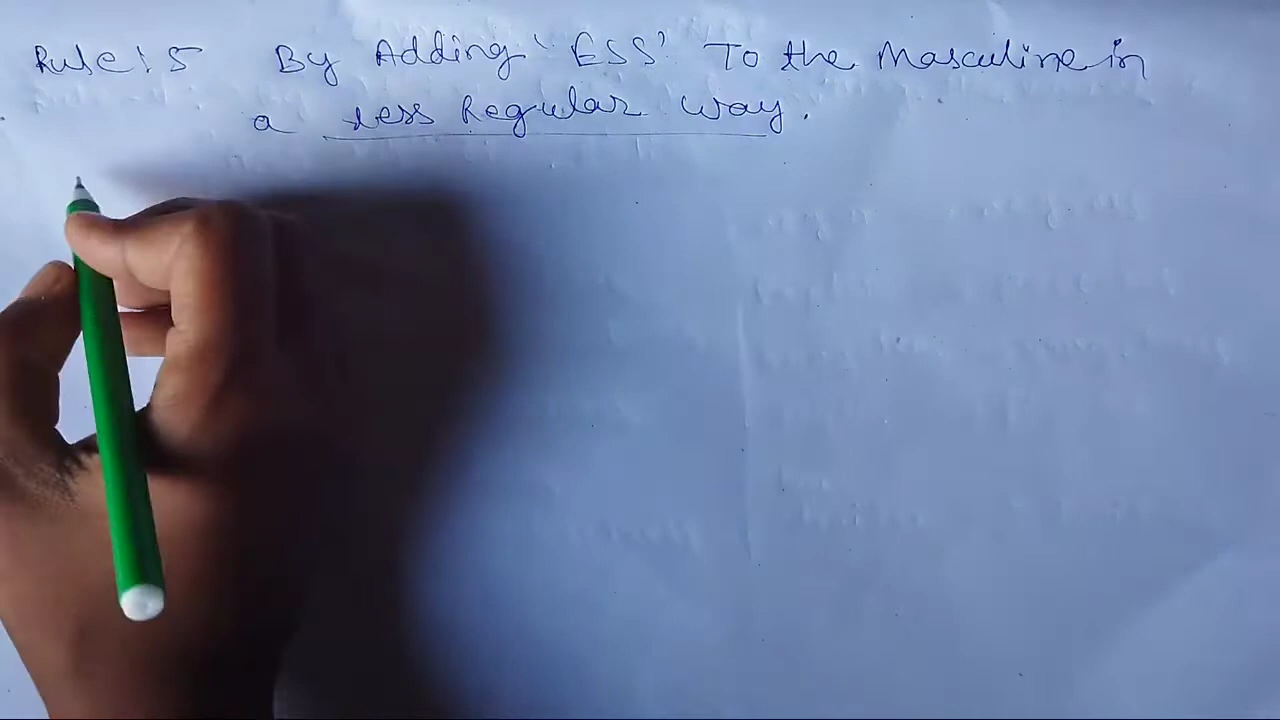 Rule:5 By Adding 'ESS' To the Masculine in
a less Regular way.